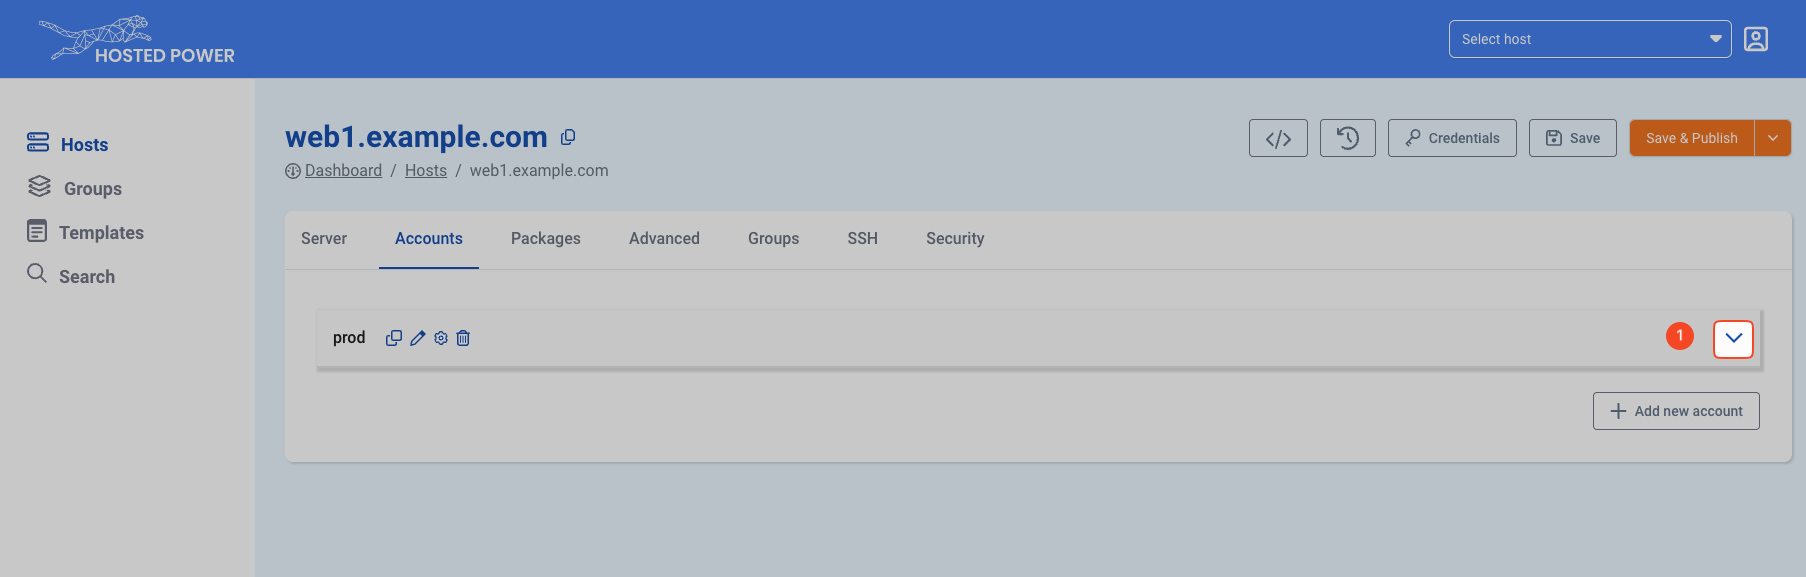 HOSTED POWER
Select host
Hosts
Groups
Templates
Search
web1.example.com
Dashboard / Hosts / web1.example.com
</> Credentials Save Save & Publish
Server Accounts Packages Advanced Groups SSH Security
prod 1
Add new account